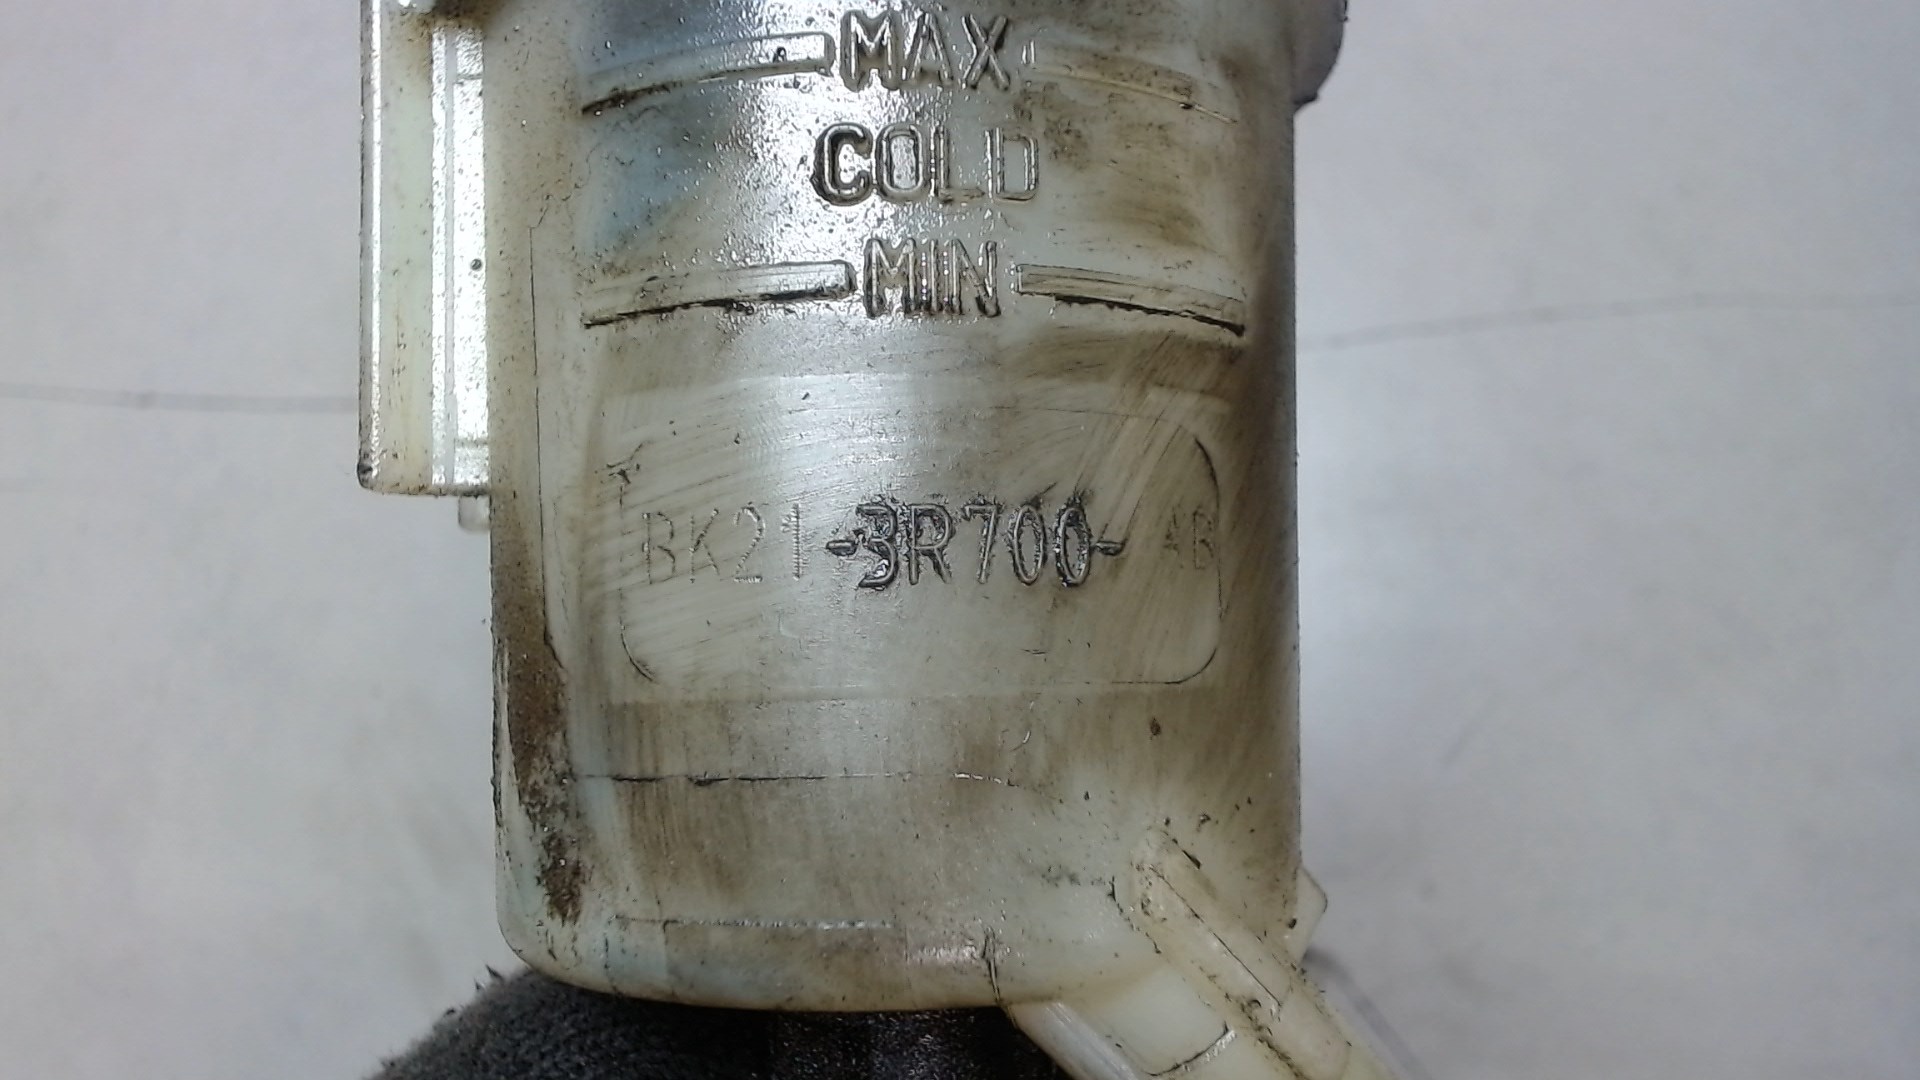 MAX
COLD
MIN
BK21-3R700-AB